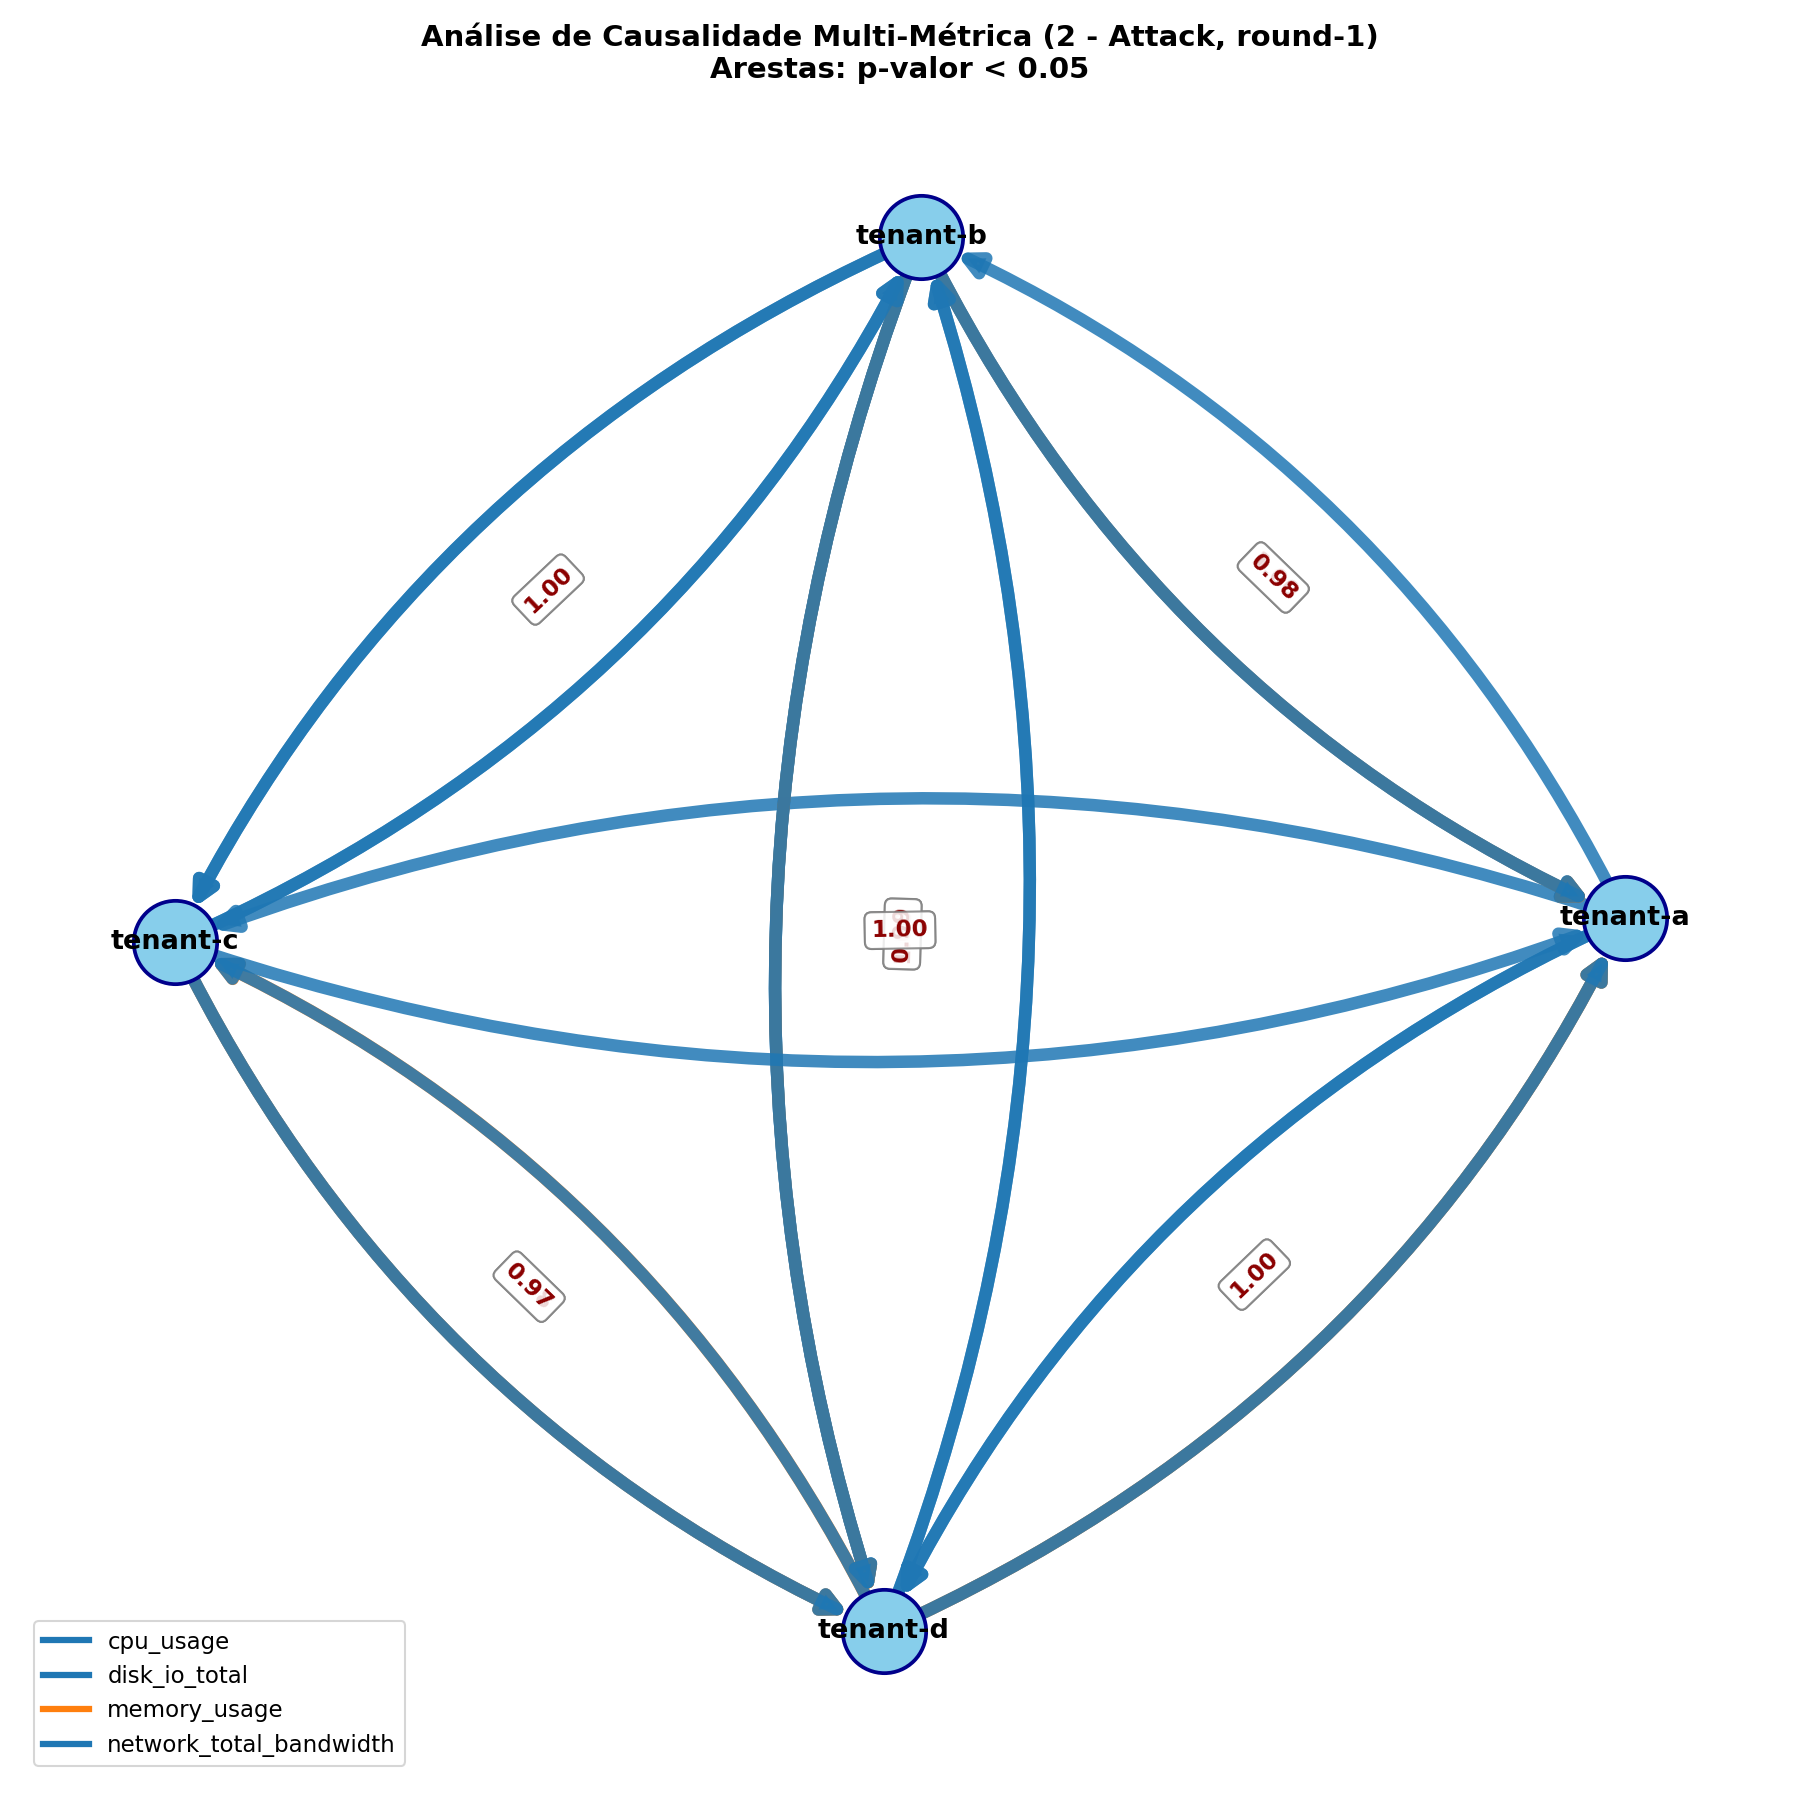 Análise de Causalidade Multi-Métrica (2 - Attack, round-1)
Arestas: p-valor < 0.05
tenant-b
1.00
0.98
1.00
tenant-c
tenant-a
0.97
1.00
tenant-d
cpu_usage
disk_io_total
memory_usage
network_total_bandwidth